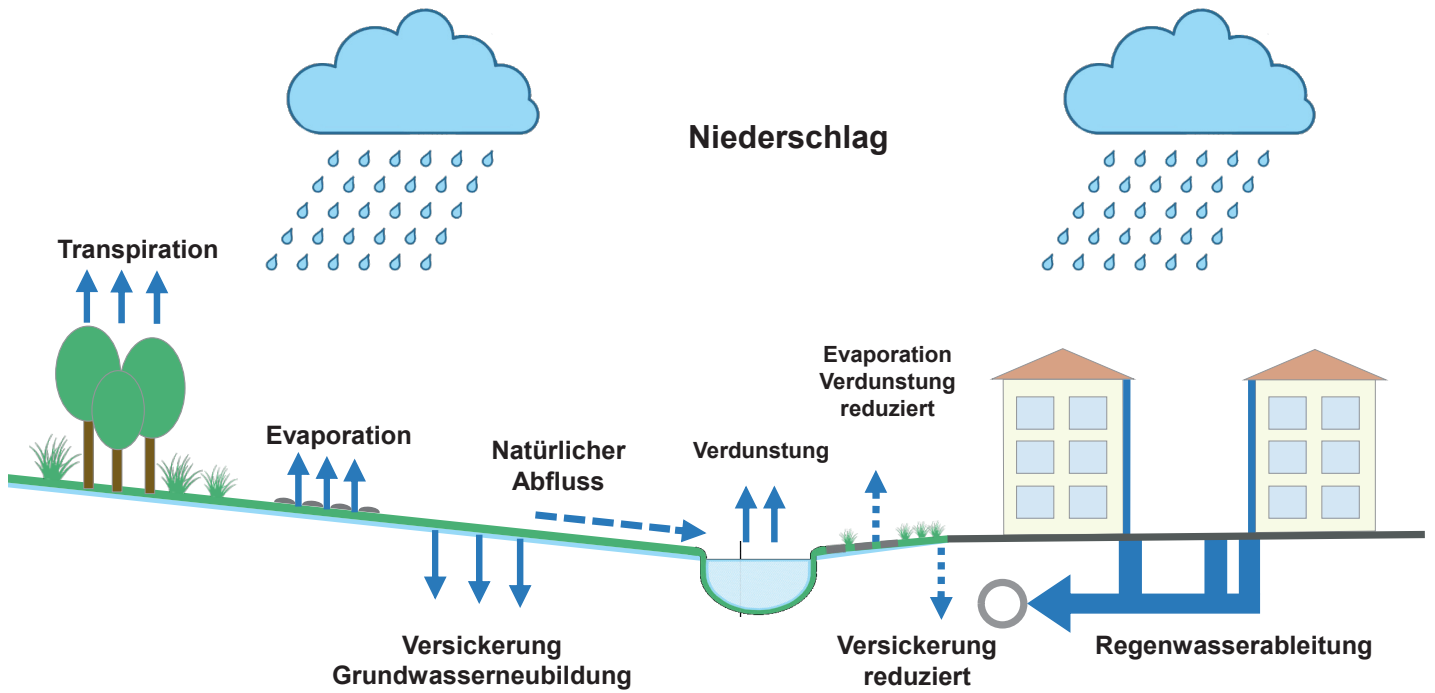 Niederschlag
Transpiration
Evaporation
Natürlicher
Abfluss
Verdunstung
Evaporation
Verdunstung
reduziert
Versickerung
Grundwasserneubildung
Versickerung
reduziert
Regenwasserableitung